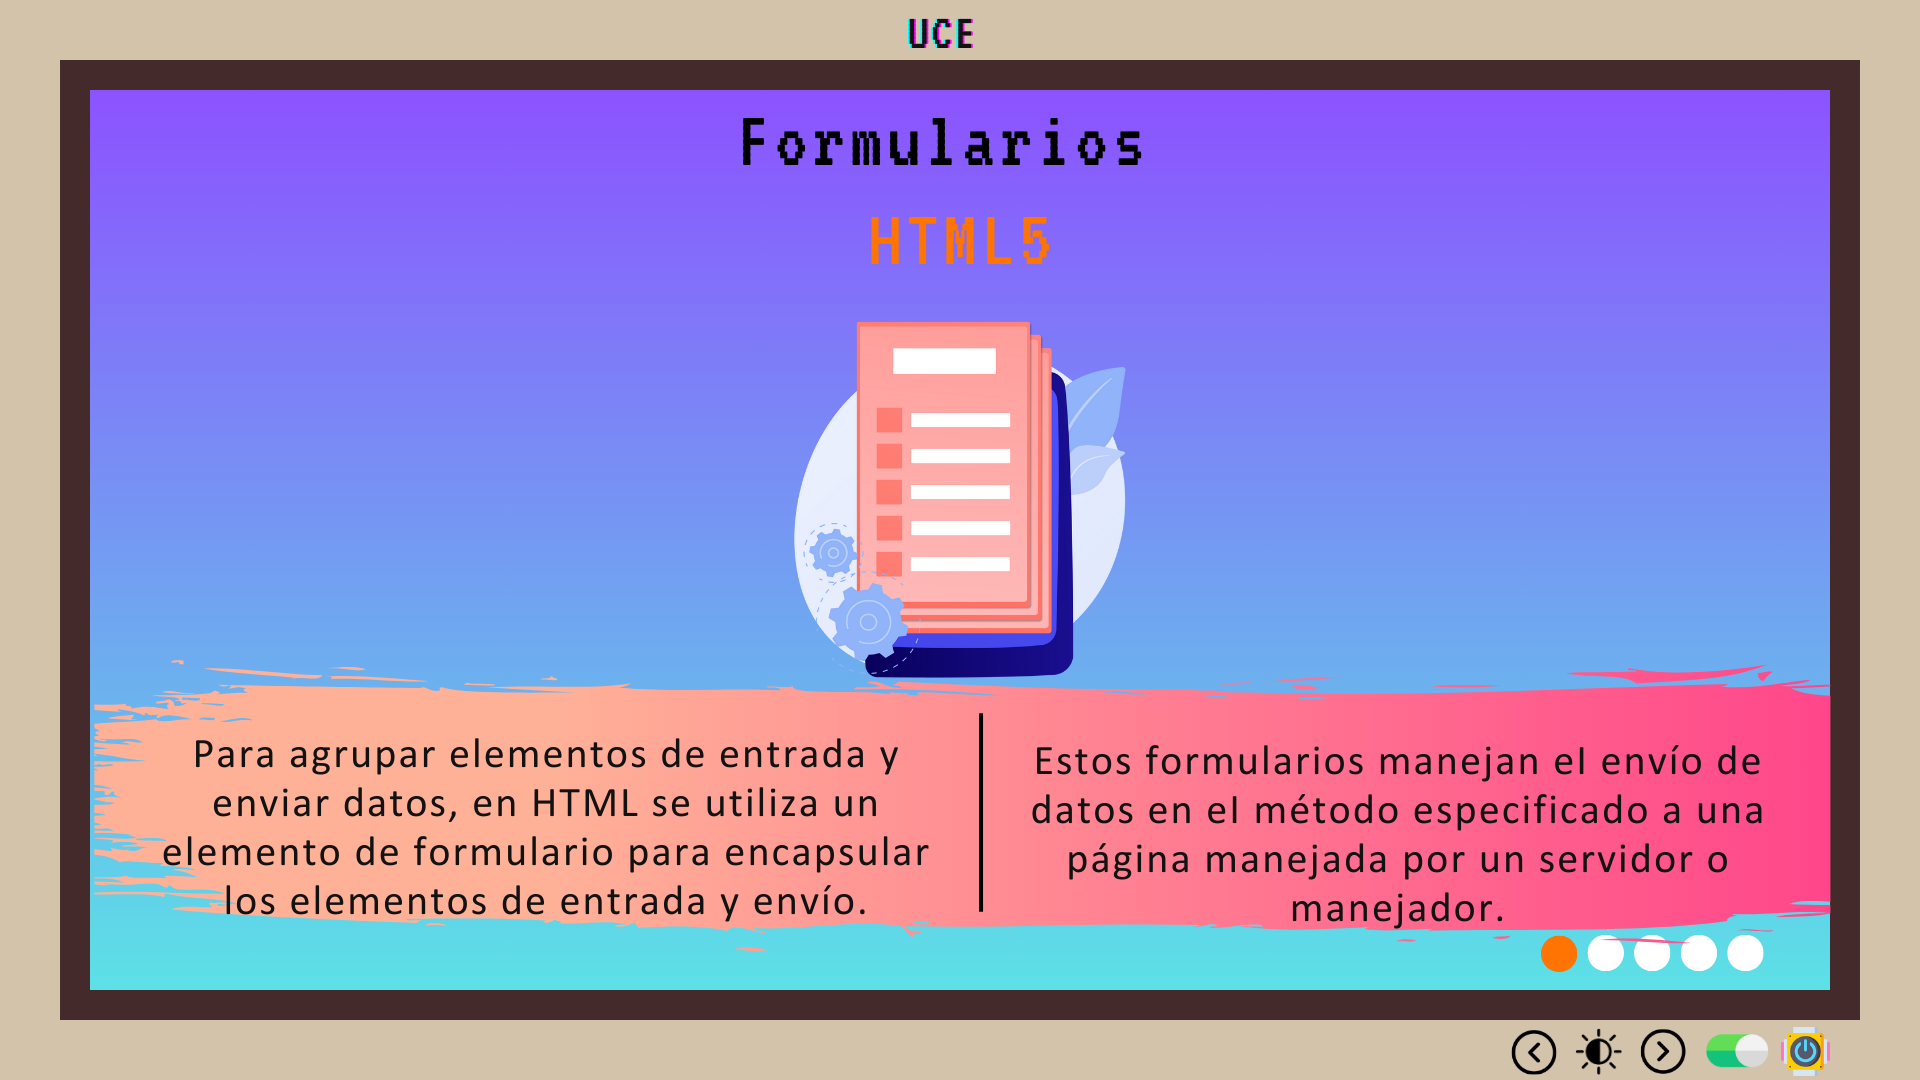 UCE
Formularios
HTML5
Para agrupar elementos de entrada y
enviar datos, en HTML se utiliza un
elemento de formulario para encapsular
los elementos de entrada y envío.
Estos formularios manejan el envío de
datos en el método especificado a una
página manejada por un servidor o
manejador.